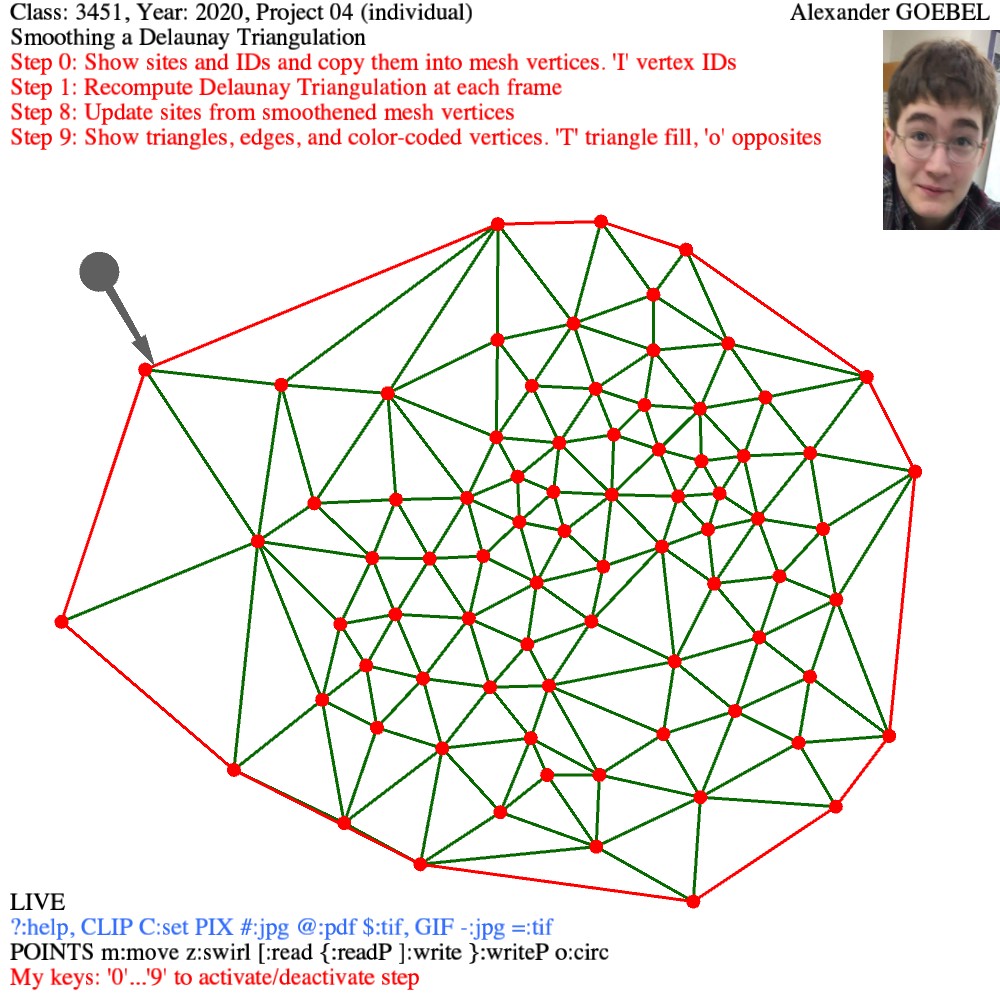 Class: 3451, Year: 2020, Project 04 (individual) Alexander GOEBEL
Smoothing a Delaunay Triangulation
Step 0: Show sites and IDs and copy them into mesh vertices. 'I' vertex IDs
Step 1: Recompute Delaunay Triangulation at each frame
Step 8: Update sites from smoothened mesh vertices
Step 9: Show triangles, edges, and color-coded vertices. 'T' triangle fill, 'o' opposites
LIVE
?:help, CLIP C:set PIX #:jpg @:pdf $:tif, GIF -:jpg =:tif
POINTS m:move z:swirl [:read {:readP ]:write }:writeP o:circ
My keys: '0'...'9' to activate/deactivate step